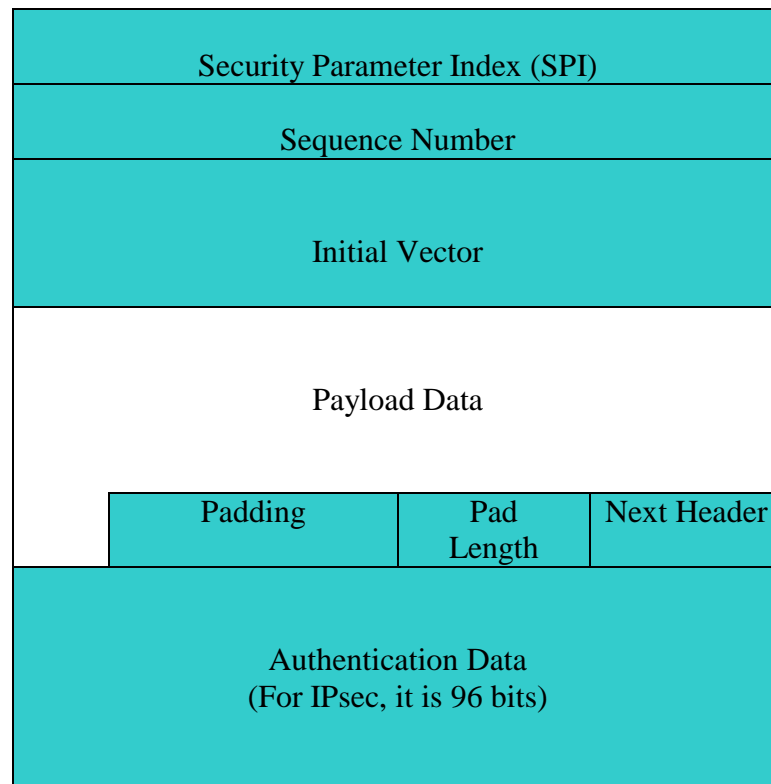 Security Parameter Index (SPI)
Sequence Number
Initial Vector
Payload Data
Padding
Pad
Length
Next Header
Authentication Data
(For IPsec, it is 96 bits)